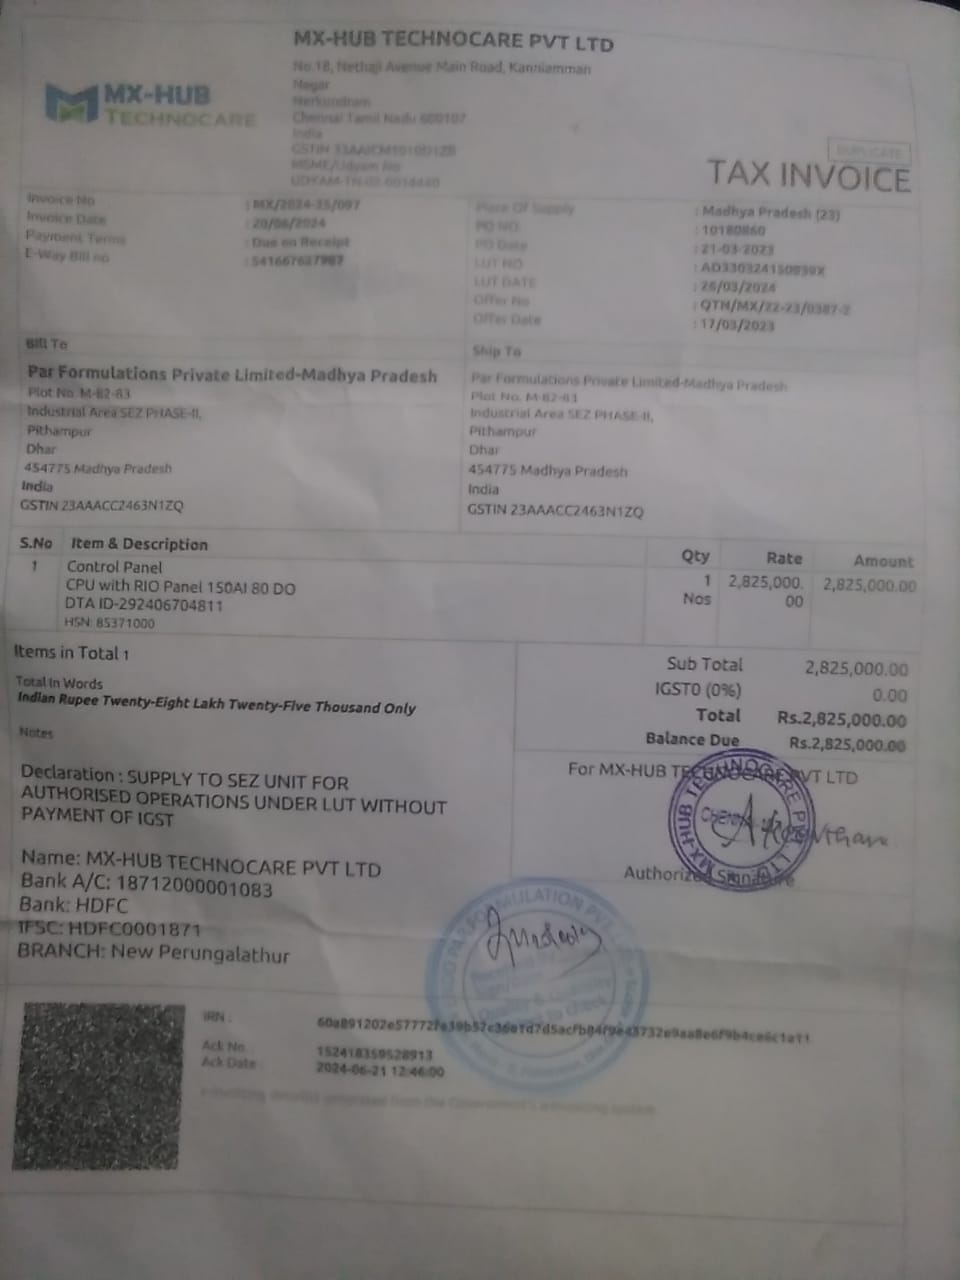 MX-HUB TECHNOCARE PVT LTD
No.18, Nethaji Avenue Main Road, Kanniamman
Nagar
Nerkundram
Chennai Tamil Nadu 600107
India
GSTIN 33AAICM1010D1ZB
MSME/Udyam No
MX-HUB
TECHNOCARE
DUPLICATE
TAX INVOICE
Invoice No : MX/2024-25/097
Invoice Date : 20/06/2024
Payment Terms : Due on Receipt
E-Way Bill no : 541667627987
Place Of Supply : Madhya Pradesh (23)
PO NO : 10180860
PO Date : 21-03-2023
LUT NO
LUT DATE : 26/03/2024
Offer No : QTN/MX/22-23/0387-2
Offer Date : 17/03/2023
Bill To
Par Formulations Private Limited-Madhya Pradesh
Plot No. M-82-83
Industrial Area SEZ PHASE-II,
Pithampur
Dhar
454775 Madhya Pradesh
India
GSTIN 23AAACC2463N1ZQ
Ship To
Par Formulations Private Limited-Madhya Pradesh
Plot No. M-82-83
Industrial Area SEZ PHASE-II,
Pithampur
Dhar
454775 Madhya Pradesh
India
GSTIN 23AAACC2463N1ZQ
S.No Item & Description Qty Rate Amount
1 Control Panel 1 2,825,000. 2,825,000.00
CPU with RIO Panel 150AI 80 DO Nos 00
DTA ID-292406704811
HSN: 85371000
Items in Total 1
Total In Words
Indian Rupee Twenty-Eight Lakh Twenty-Five Thousand Only
Notes
Sub Total 2,825,000.00
IGST0 (0%) 0.00
Total Rs.2,825,000.00
Balance Due Rs.2,825,000.00
Declaration : SUPPLY TO SEZ UNIT FOR
AUTHORISED OPERATIONS UNDER LUT WITHOUT
PAYMENT OF IGST
For MX-HUB TECHNOCARE PVT LTD
MX-HUB TECHNOCARE PVT LTD
CHENNAI
Authorized Signature
Name: MX-HUB TECHNOCARE PVT LTD
Bank A/C: 18712000001083
Bank: HDFC
IFSC: HDFC0001871
BRANCH: New Perungalathur
PAR FORMULATION PVT
IRN :
Ack No : 152418359528913
Ack Date : 2024-06-21 12:46:00
e-Invoicing generated from the Government's e-invoicing system